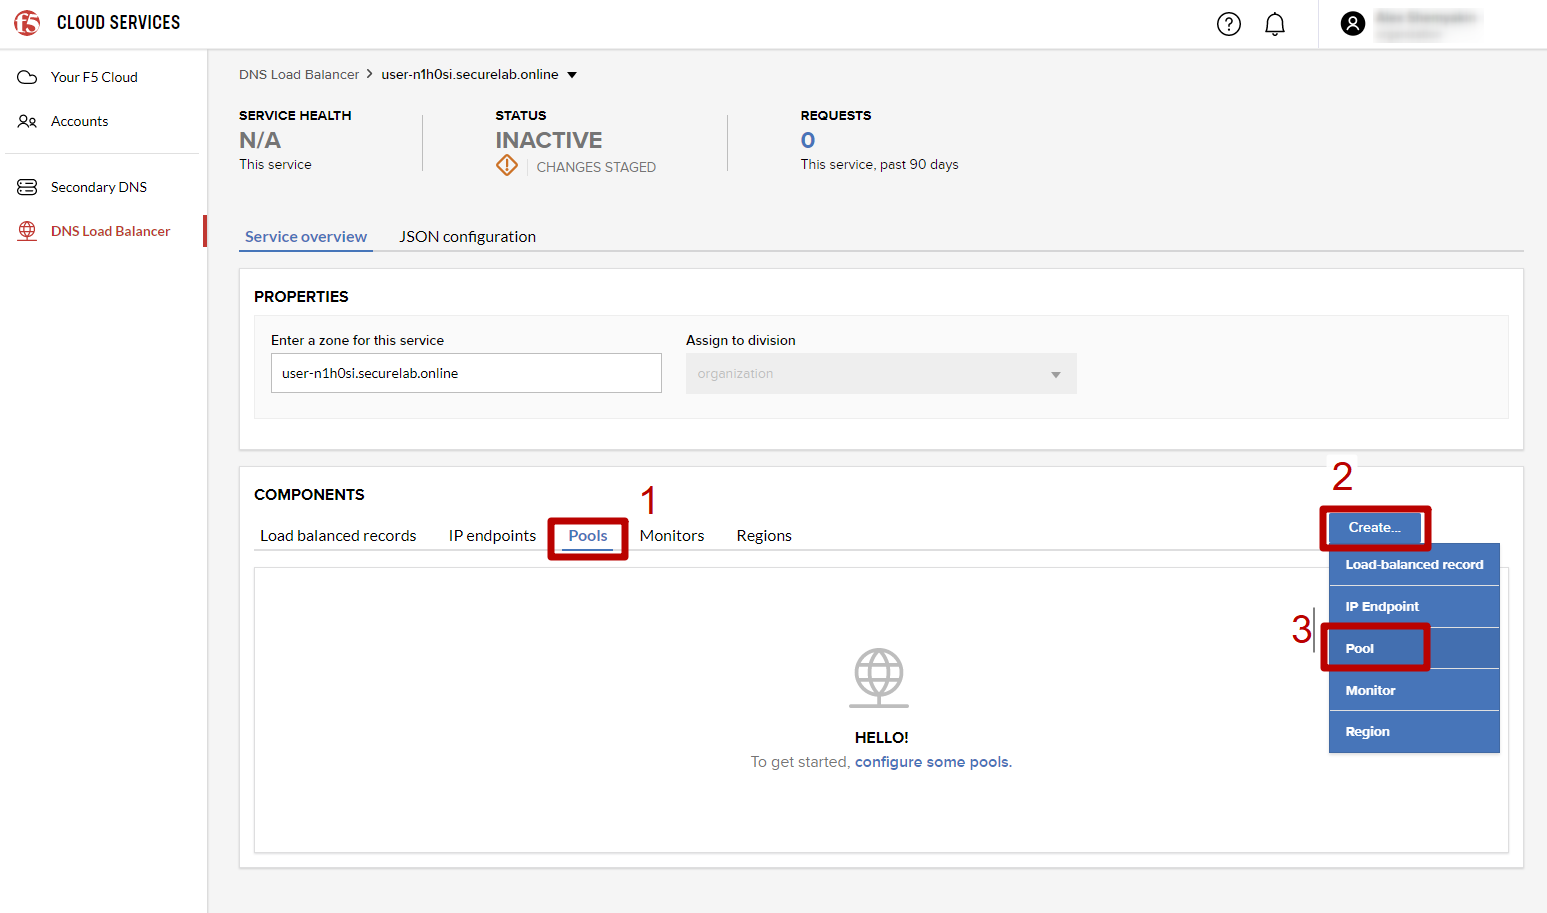 f5 CLOUD SERVICES
Your F5 Cloud
Accounts
Secondary DNS
DNS Load Balancer
DNS Load Balancer > user-n1h0si.securelab.online
SERVICE HEALTH
N/A
This service
STATUS
INACTIVE
CHANGES STAGED
REQUESTS
0
This service, past 90 days
Service overview JSON configuration
PROPERTIES
Enter a zone for this service
user-n1h0si.securelab.online
Assign to division
organization
COMPONENTS
Load balanced records IP endpoints Pools 1 Monitors Regions
2
Create...
Load-balanced record
IP Endpoint
3 Pool
Monitor
Region
HELLO!
To get started, configure some pools.